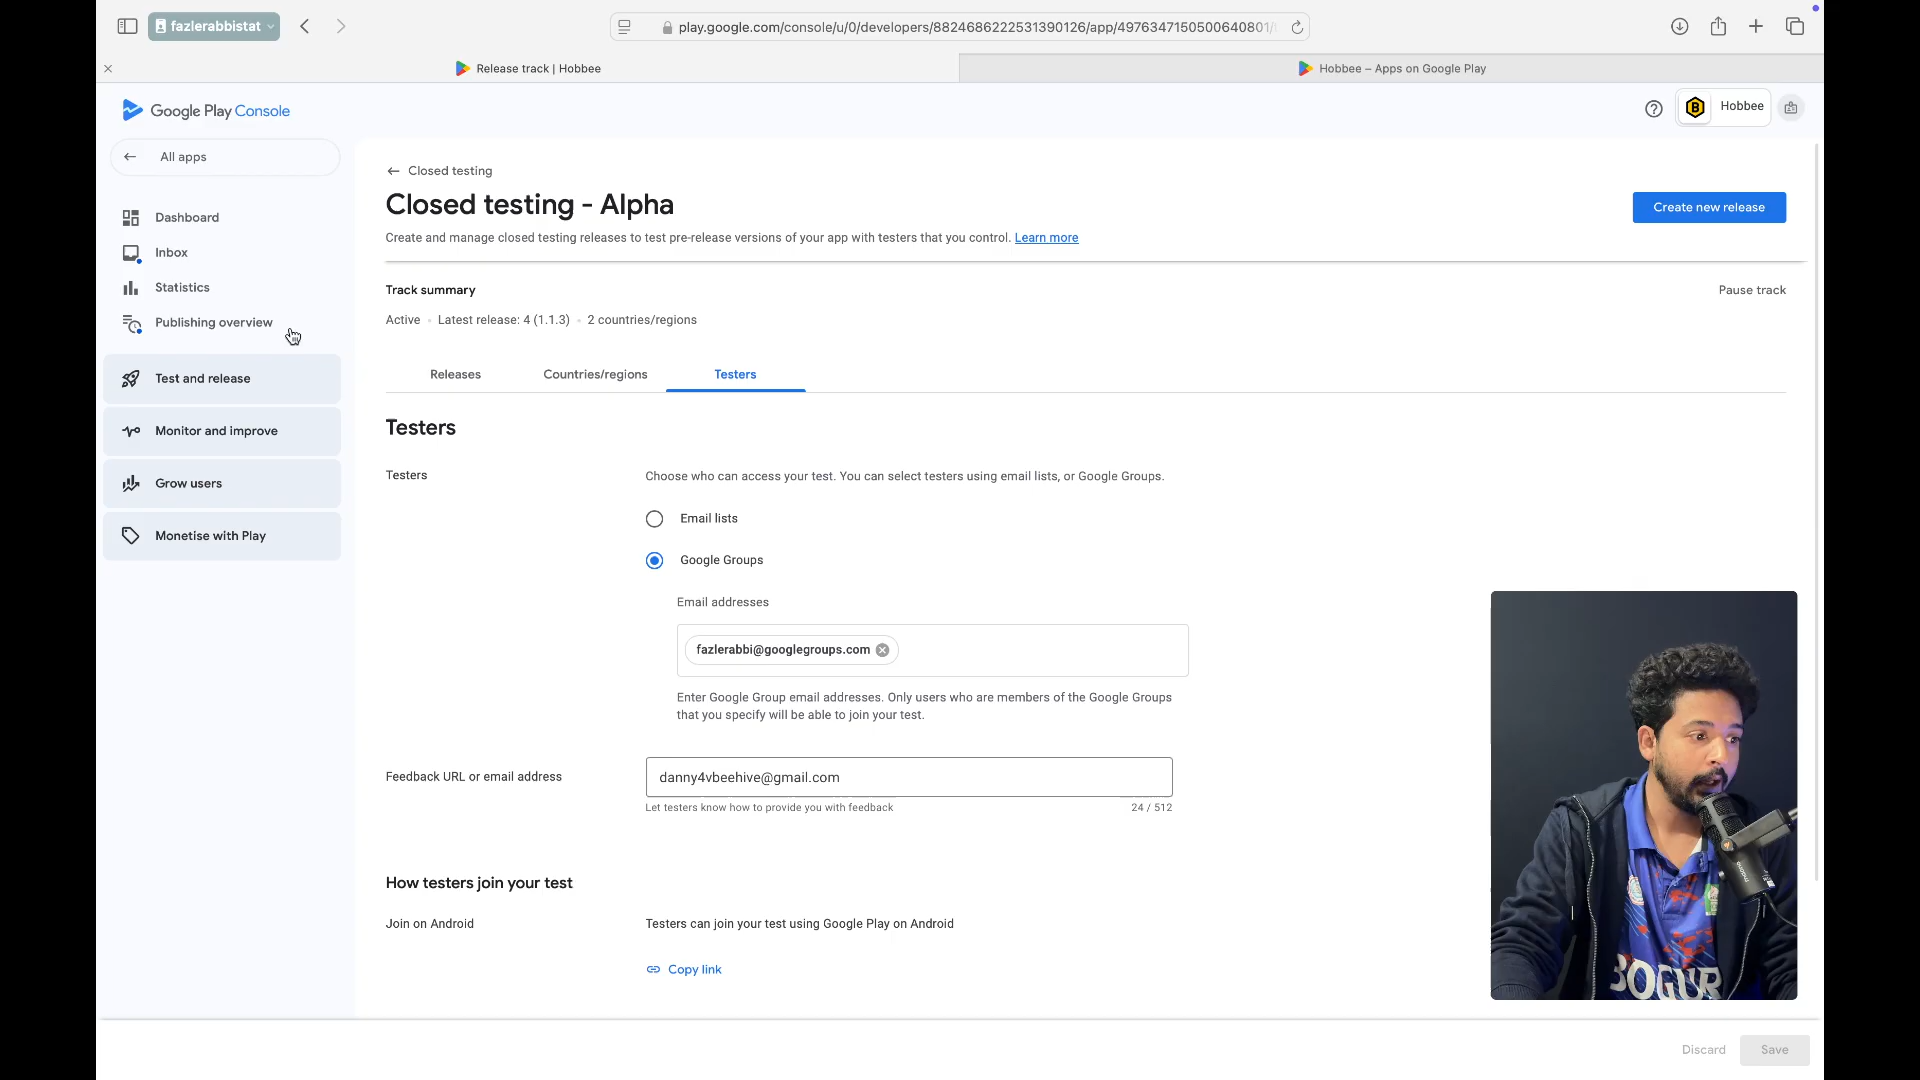 fazlerabbistat
play.google.com/console/u/0/developers/8824686222531390126/app/4976347150500640801/
Release track | Hobbee
Hobbee – Apps on Google Play
Google Play Console
Hobbee
All apps
Dashboard
Inbox
Statistics
Publishing overview
Test and release
Monitor and improve
Grow users
Monetise with Play
Closed testing
Closed testing - Alpha
Create new release
Create and manage closed testing releases to test pre-release versions of your app with testers that you control. Learn more
Track summary
Pause track
Active · Latest release: 4 (1.1.3) · 2 countries/regions
Releases
Countries/regions
Testers
Testers
Testers
Choose who can access your test. You can select testers using email lists, or Google Groups.
Email lists
Google Groups
Email addresses
fazlerabbi@googlegroups.com
Enter Google Group email addresses. Only users who are members of the Google Groups
that you specify will be able to join your test.
Feedback URL or email address
danny4vbeehive@gmail.com
Let testers know how to provide you with feedback
24 / 512
How testers join your test
Join on Android
Testers can join your test using Google Play on Android
Copy link
BOGUR
Discard
Save